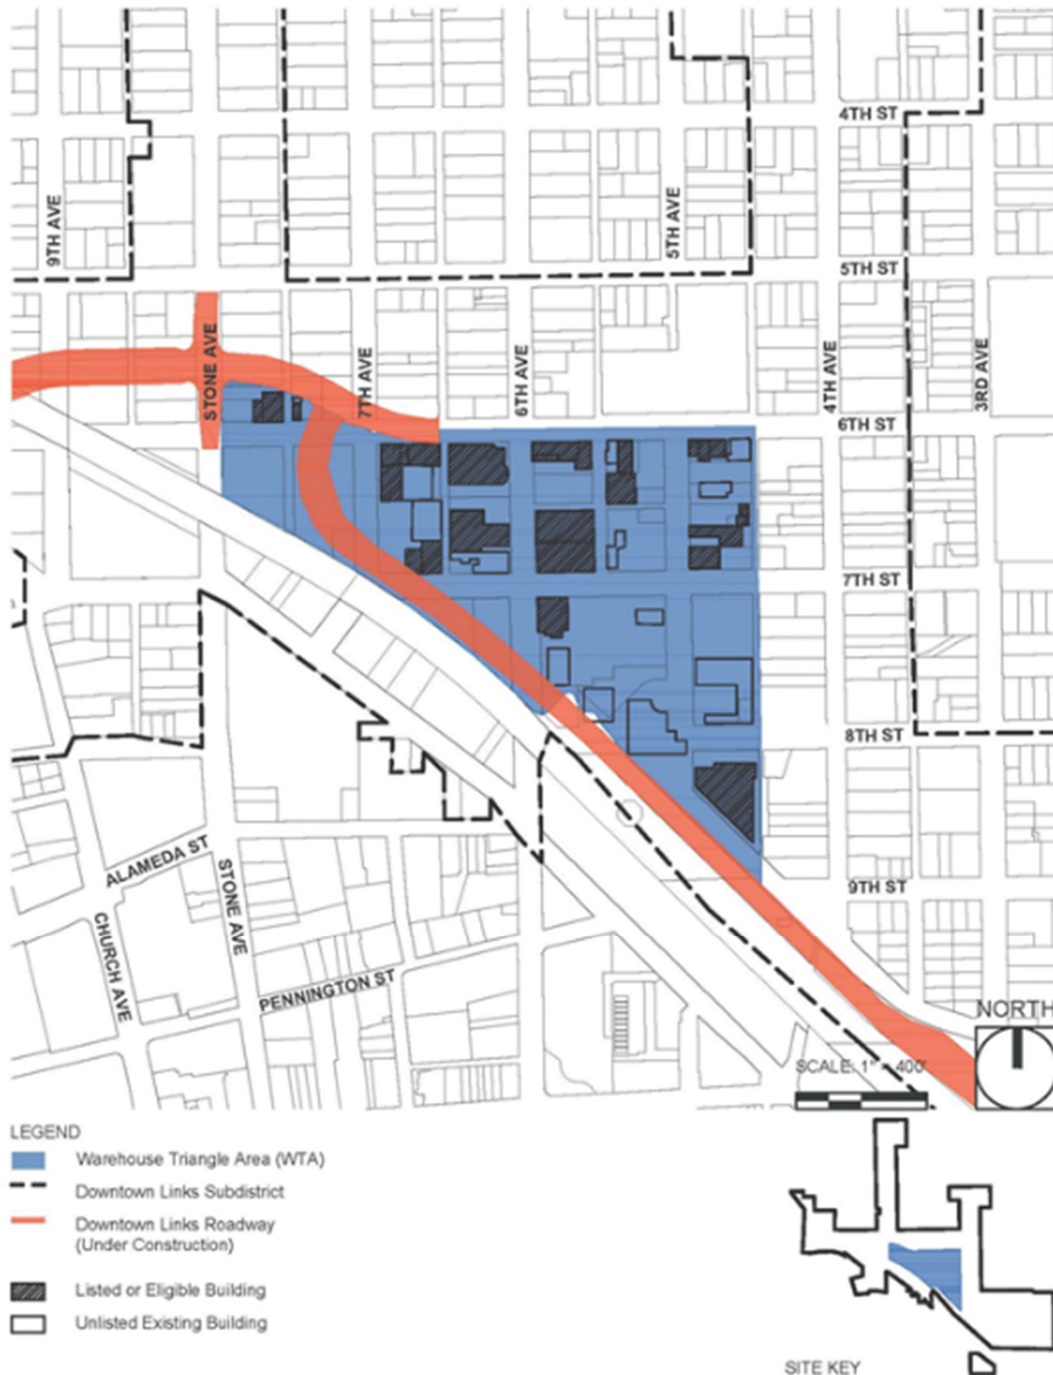 4TH ST
9TH AVE
5TH AVE
5TH ST
STONE AVE
7TH AVE
6TH AVE
4TH AVE
3RD AVE
6TH ST
7TH ST
8TH ST
ALAMEDA ST
STONE AVE
9TH ST
CHURCH AVE
PENNINGTON ST
NORTH
SCALE: 1" = 400'
LEGEND
Warehouse Triangle Area (WTA)
Downtown Links Subdistrict
Downtown Links Roadway
(Under Construction)
Listed or Eligible Building
Unlisted Existing Building
SITE KEY